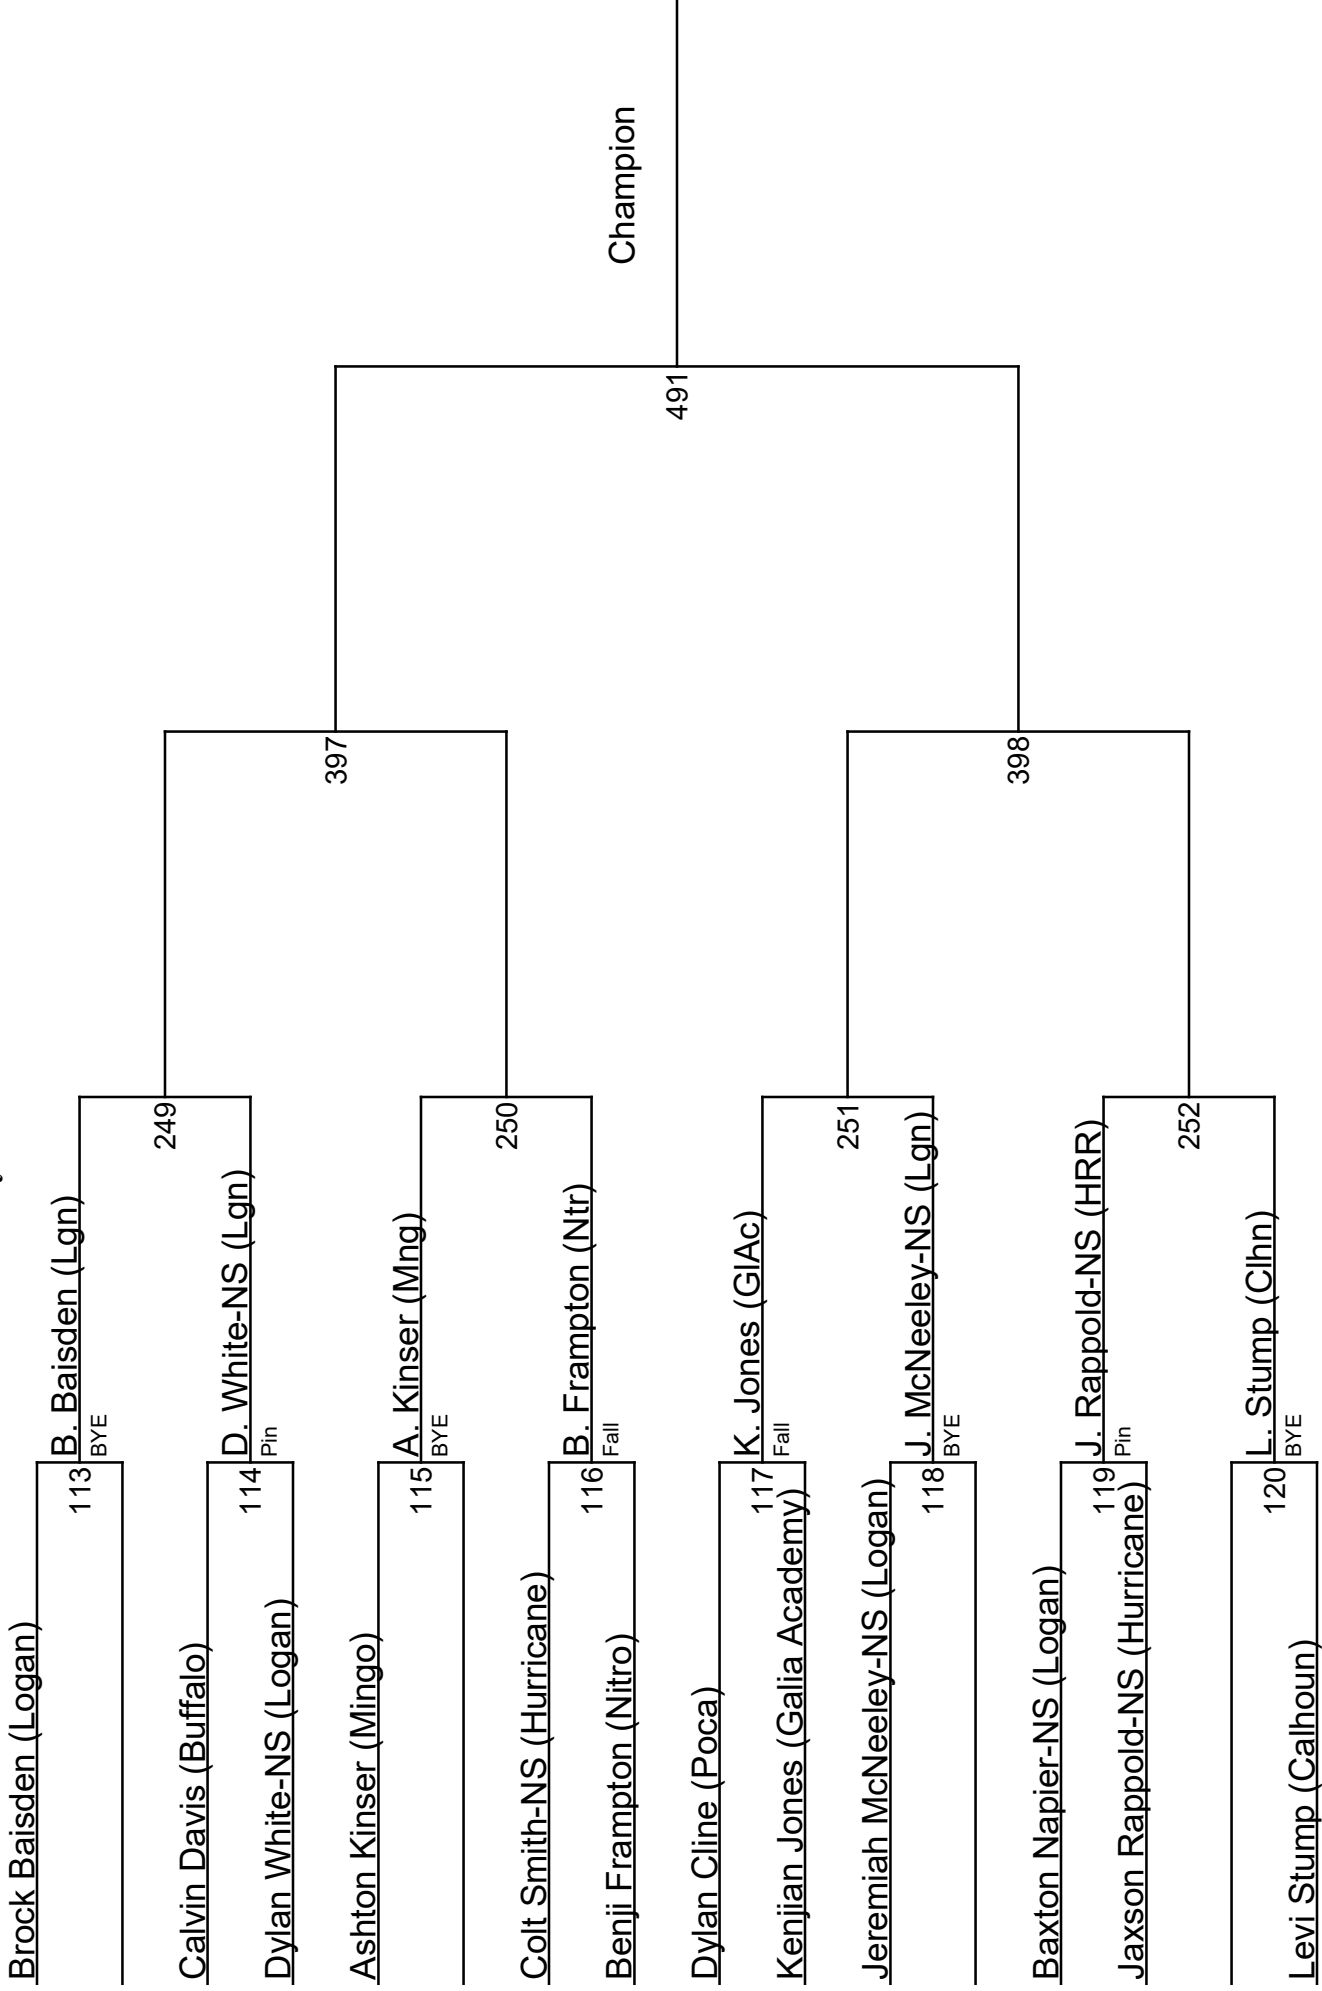 Brock Baisden (Logan)
113
B. Baisden (Lgn)
BYE
Calvin Davis (Buffalo)
Dylan White-NS (Logan)
114
D. White-NS (Lgn)
Pin
249
Ashton Kinser (Mingo)
115
A. Kinser (Mng)
BYE
Colt Smith-NS (Hurricane)
Benji Frampton (Nitro)
116
B. Frampton (Ntr)
Fall
250
397
Dylan Cline (Poca)
Kenjian Jones (Galia Academy)
117
K. Jones (GlAc)
Fall
Jeremiah McNeeley-NS (Logan)
118
J. McNeeley-NS (Lgn)
BYE
251
Baxton Napier-NS (Logan)
Jaxson Rappold-NS (Hurricane)
119
J. Rappold-NS (HRR)
Pin
Levi Stump (Calhoun)
120
L. Stump (Clhn)
BYE
252
398
491
Champion